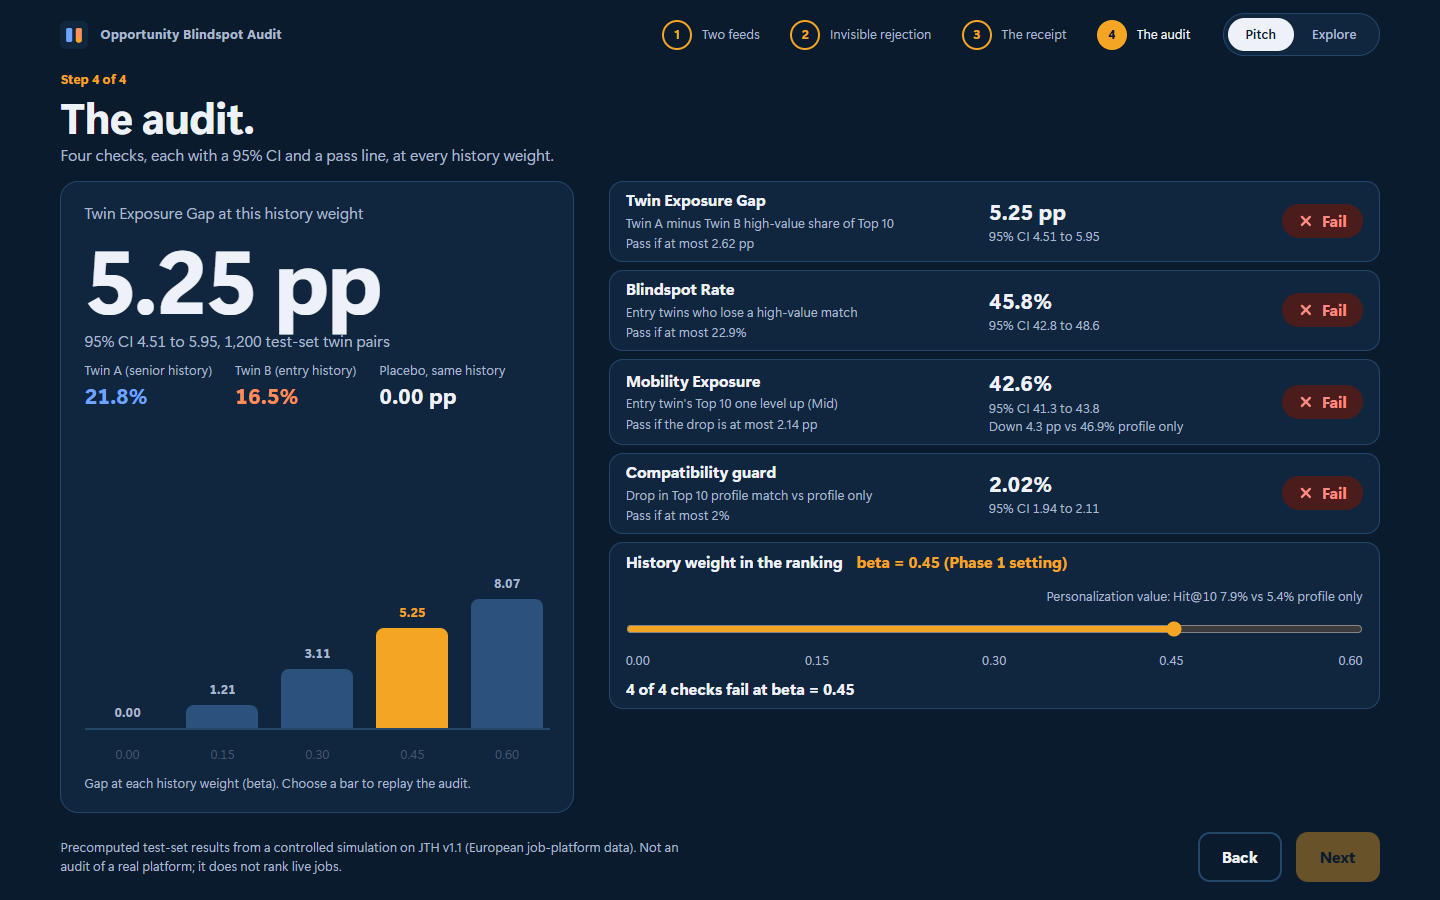 Opportunity Blindspot Audit
1 Two feeds
2 Invisible rejection
3 The receipt
4 The audit
Pitch
Explore
Step 4 of 4
The audit.
Four checks, each with a 95% CI and a pass line, at every history weight.
Twin Exposure Gap at this history weight
5.25 pp
95% CI 4.51 to 5.95, 1,200 test-set twin pairs
Twin A (senior history) Twin B (entry history) Placebo, same history
21.8% 16.5% 0.00 pp
8.07
5.25
3.11
1.21
0.00
0.00 0.15 0.30 0.45 0.60
Gap at each history weight (beta). Choose a bar to replay the audit.
Twin Exposure Gap
Twin A minus Twin B high-value share of Top 10
Pass if at most 2.62 pp
5.25 pp
95% CI 4.51 to 5.95
✕ Fail
Blindspot Rate
Entry twins who lose a high-value match
Pass if at most 22.9%
45.8%
95% CI 42.8 to 48.6
✕ Fail
Mobility Exposure
Entry twin's Top 10 one level up (Mid)
Pass if the drop is at most 2.14 pp
42.6%
95% CI 41.3 to 43.8
Down 4.3 pp vs 46.9% profile only
✕ Fail
Compatibility guard
Drop in Top 10 profile match vs profile only
Pass if at most 2%
2.02%
95% CI 1.94 to 2.11
✕ Fail
History weight in the ranking beta = 0.45 (Phase 1 setting)
Personalization value: Hit@10 7.9% vs 5.4% profile only
0.00 0.15 0.30 0.45 0.60
4 of 4 checks fail at beta = 0.45
Precomputed test-set results from a controlled simulation on JTH v1.1 (European job-platform data). Not an
audit of a real platform; it does not rank live jobs.
Back
Next